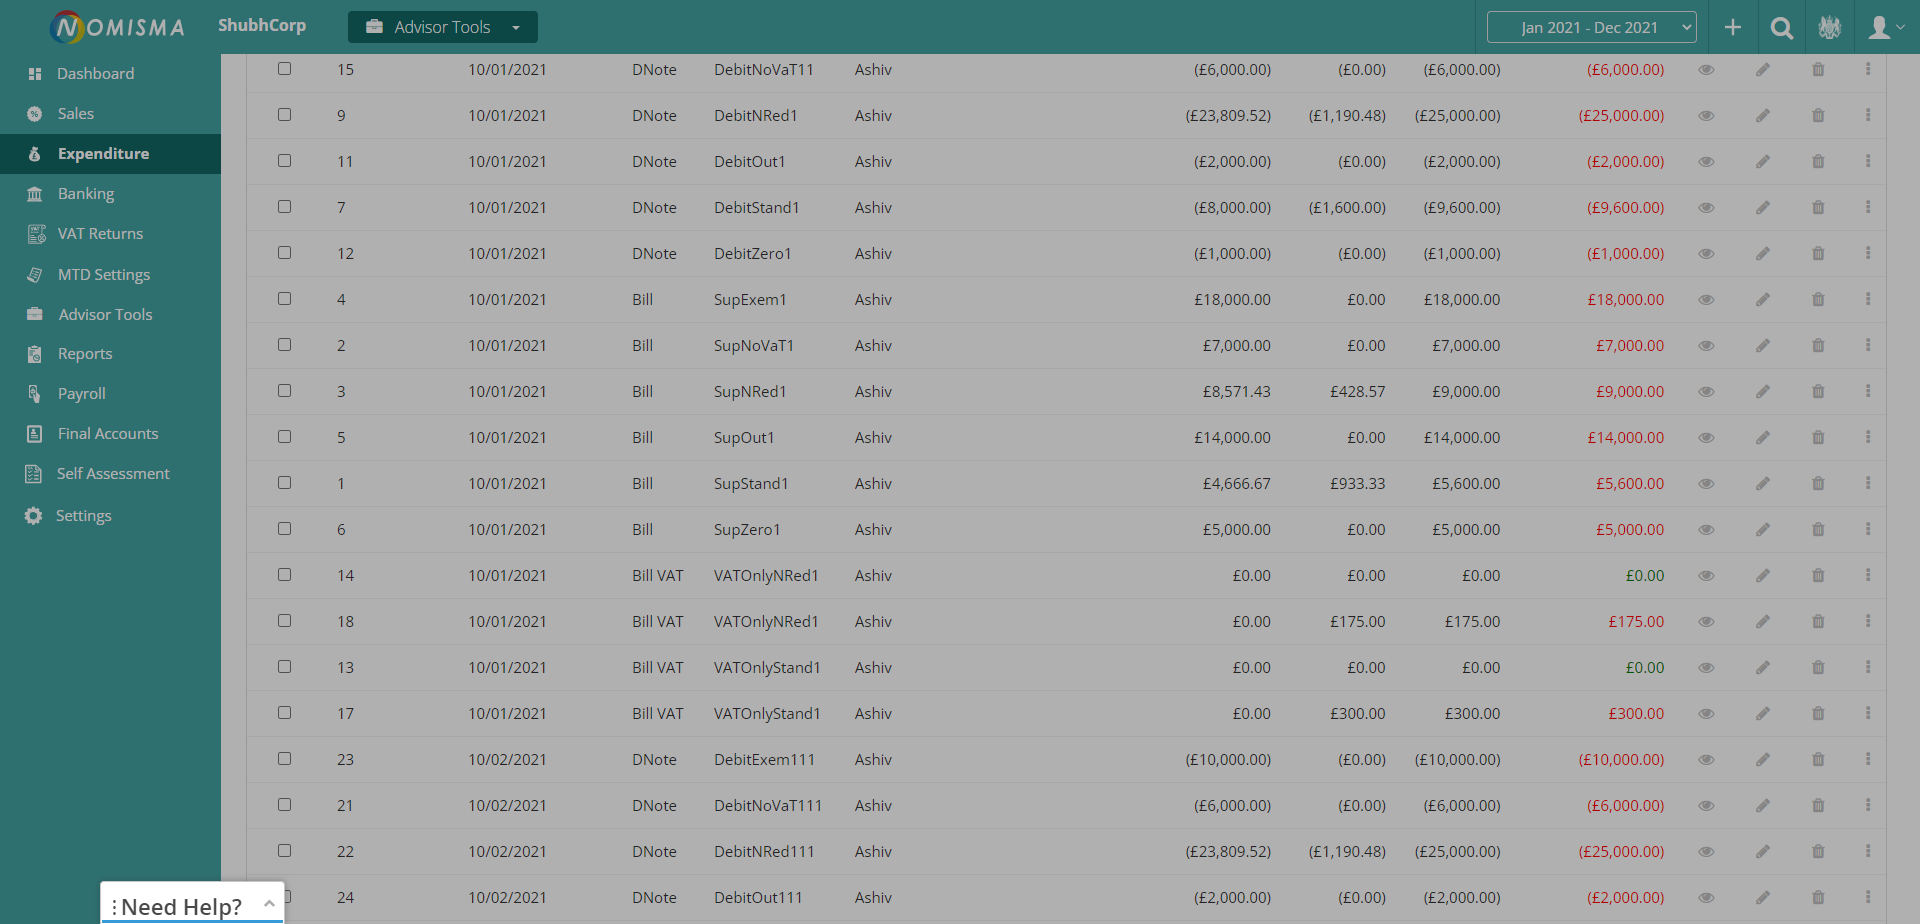 NOMISMA ShubhCorp Advisor Tools Jan 2021 - Dec 2021
Dashboard
Sales
Expenditure
Banking
VAT Returns
MTD Settings
Advisor Tools
Reports
Payroll
Final Accounts
Self Assessment
Settings
15 10/01/2021 DNote DebitNoVaT11 Ashiv (£6,000.00) (£0.00) (£6,000.00) (£6,000.00)
9 10/01/2021 DNote DebitNRed1 Ashiv (£23,809.52) (£1,190.48) (£25,000.00) (£25,000.00)
11 10/01/2021 DNote DebitOut1 Ashiv (£2,000.00) (£0.00) (£2,000.00) (£2,000.00)
7 10/01/2021 DNote DebitStand1 Ashiv (£8,000.00) (£1,600.00) (£9,600.00) (£9,600.00)
12 10/01/2021 DNote DebitZero1 Ashiv (£1,000.00) (£0.00) (£1,000.00) (£1,000.00)
4 10/01/2021 Bill SupExem1 Ashiv £18,000.00 £0.00 £18,000.00 £18,000.00
2 10/01/2021 Bill SupNoVaT1 Ashiv £7,000.00 £0.00 £7,000.00 £7,000.00
3 10/01/2021 Bill SupNRed1 Ashiv £8,571.43 £428.57 £9,000.00 £9,000.00
5 10/01/2021 Bill SupOut1 Ashiv £14,000.00 £0.00 £14,000.00 £14,000.00
1 10/01/2021 Bill SupStand1 Ashiv £4,666.67 £933.33 £5,600.00 £5,600.00
6 10/01/2021 Bill SupZero1 Ashiv £5,000.00 £0.00 £5,000.00 £5,000.00
14 10/01/2021 Bill VAT VATOnlyNRed1 Ashiv £0.00 £0.00 £0.00 £0.00
18 10/01/2021 Bill VAT VATOnlyNRed1 Ashiv £0.00 £175.00 £175.00 £175.00
13 10/01/2021 Bill VAT VATOnlyStand1 Ashiv £0.00 £0.00 £0.00 £0.00
17 10/01/2021 Bill VAT VATOnlyStand1 Ashiv £0.00 £300.00 £300.00 £300.00
23 10/02/2021 DNote DebitExem111 Ashiv (£10,000.00) (£0.00) (£10,000.00) (£10,000.00)
21 10/02/2021 DNote DebitNoVaT111 Ashiv (£6,000.00) (£0.00) (£6,000.00) (£6,000.00)
22 10/02/2021 DNote DebitNRed111 Ashiv (£23,809.52) (£1,190.48) (£25,000.00) (£25,000.00)
24 10/02/2021 DNote DebitOut111 Ashiv (£2,000.00) (£0.00) (£2,000.00) (£2,000.00)
Need Help?